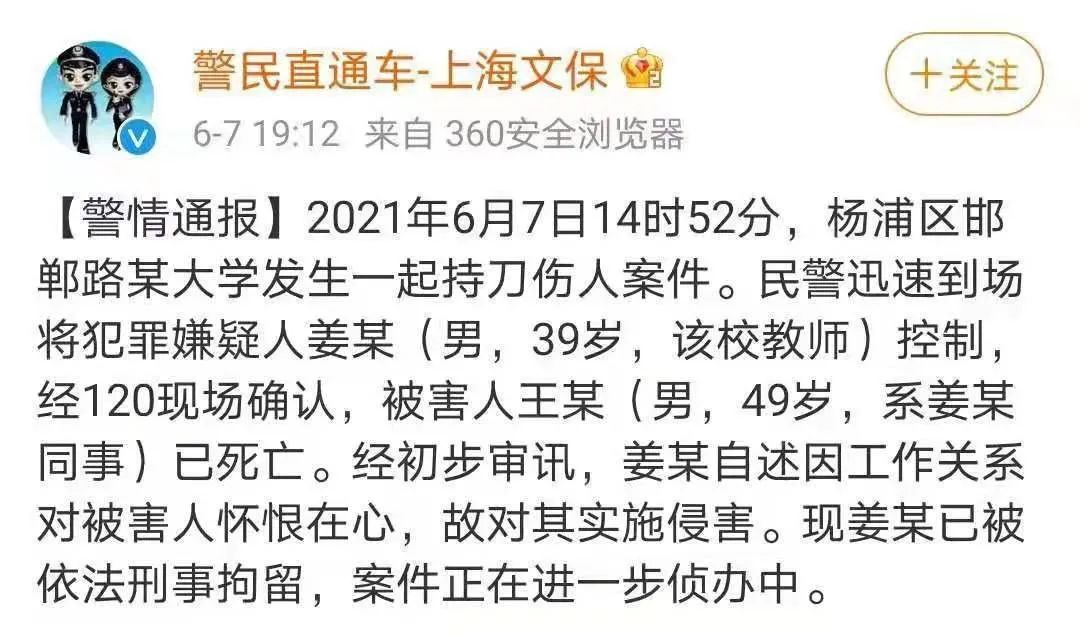 警民直通车-上海文保
+关注
6-7 19:12 来自 360安全浏览器
【警情通报】2021年6月7日14时52分，杨浦区邯
郸路某大学发生一起持刀伤人案件。民警迅速到场
将犯罪嫌疑人姜某（男，39岁，该校教师）控制，
经120现场确认，被害人王某（男，49岁，系姜某
同事）已死亡。经初步审讯，姜某自述因工作关系
对被害人怀恨在心，故对其实施侵害。现姜某已被
依法刑事拘留，案件正在进一步侦办中。